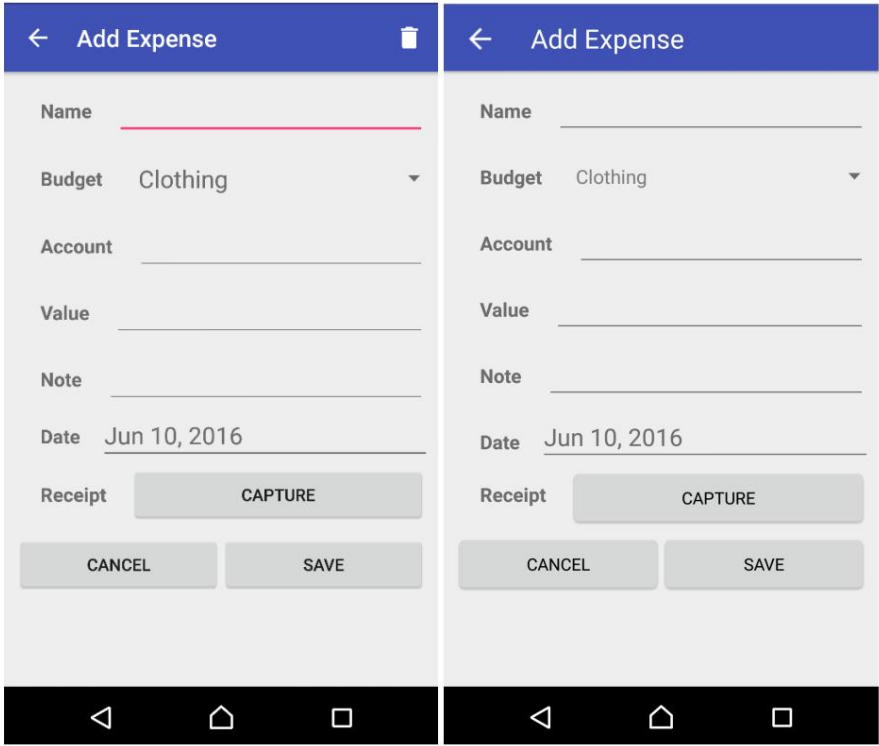 Add Expense
Name
Budget Clothing
Account
Value
Note
Date Jun 10, 2016
Receipt CAPTURE
CANCEL SAVE
Add Expense
Name
Budget Clothing
Account
Value
Note
Date Jun 10, 2016
Receipt CAPTURE
CANCEL SAVE